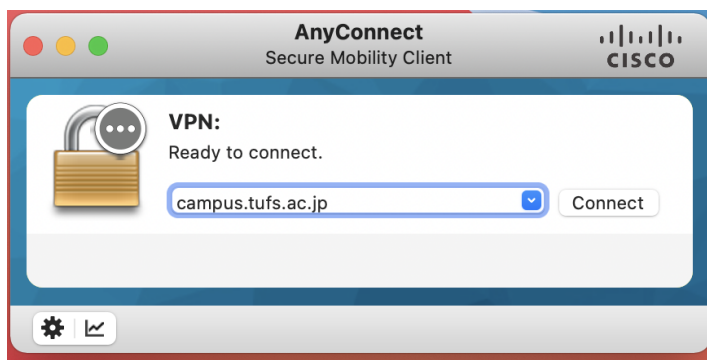 AnyConnect
Secure Mobility Client
CISCO
VPN:
Ready to connect.
campus.tufs.ac.jp
Connect